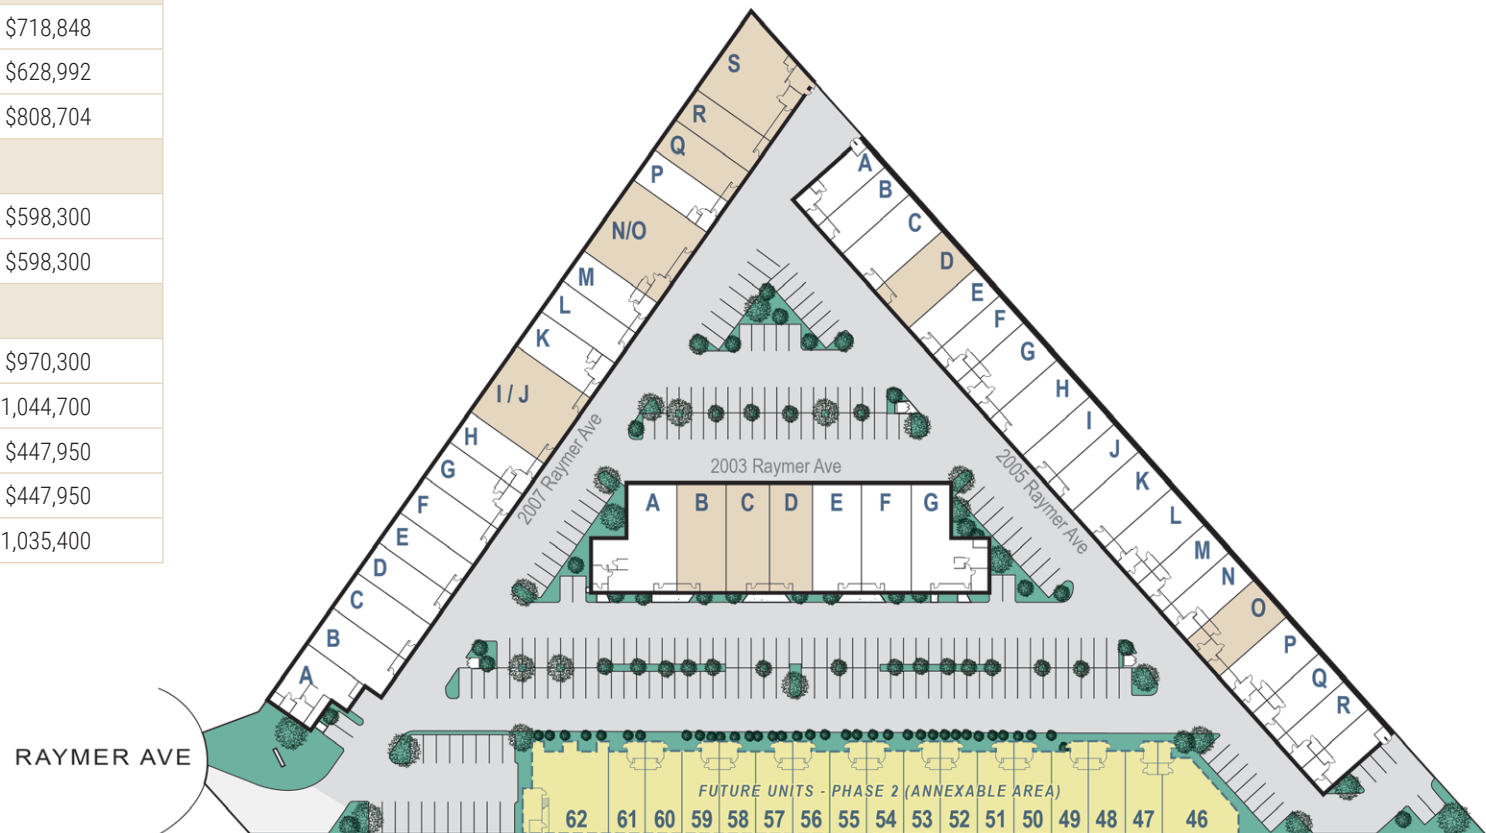 $718,848
$628,992
$808,704
$598,300
$598,300
$970,300
1,044,700
$447,950
$447,950
1,035,400
S
R
Q
P
N/O
M
L
K
I / J
H
G
F
E
D
C
B
A
2007 Raymer Ave
A
B
C
D
E
F
G
H
I
J
K
L
M
N
O
P
Q
R
2005 Raymer Ave
2003 Raymer Ave
A B C D E F G
RAYMER AVE
FUTURE UNITS - PHASE 2 (ANNEXABLE AREA)
62 61 60 59 58 57 56 55 54 53 52 51 50 49 48 47 46